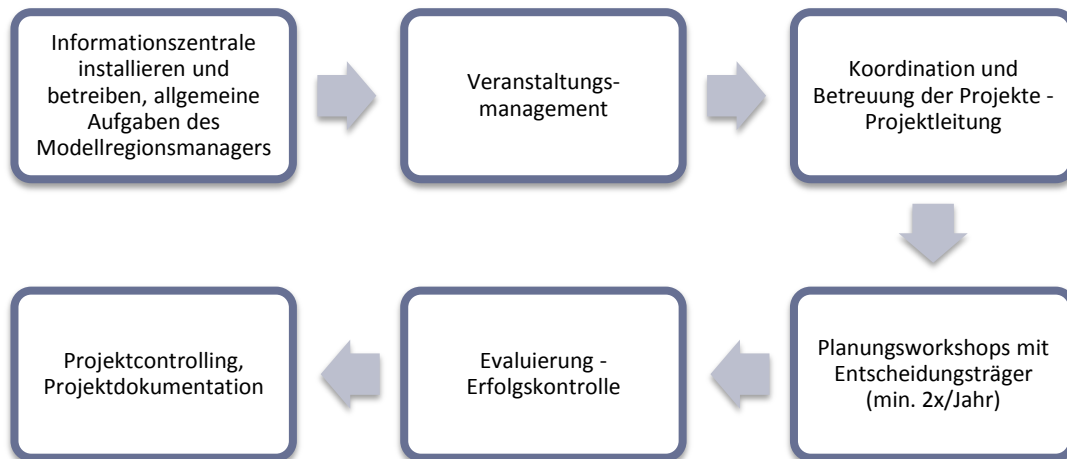 Informationszentrale
installieren und
betreiben, allgemeine
Aufgaben des
Modellregionsmanagers
Veranstaltungs-
management
Koordination und
Betreuung der Projekte -
Projektleitung
Planungsworkshops mit
Entscheidungsträger
(min. 2x/Jahr)
Evaluierung -
Erfolgskontrolle
Projektcontrolling,
Projektdokumentation